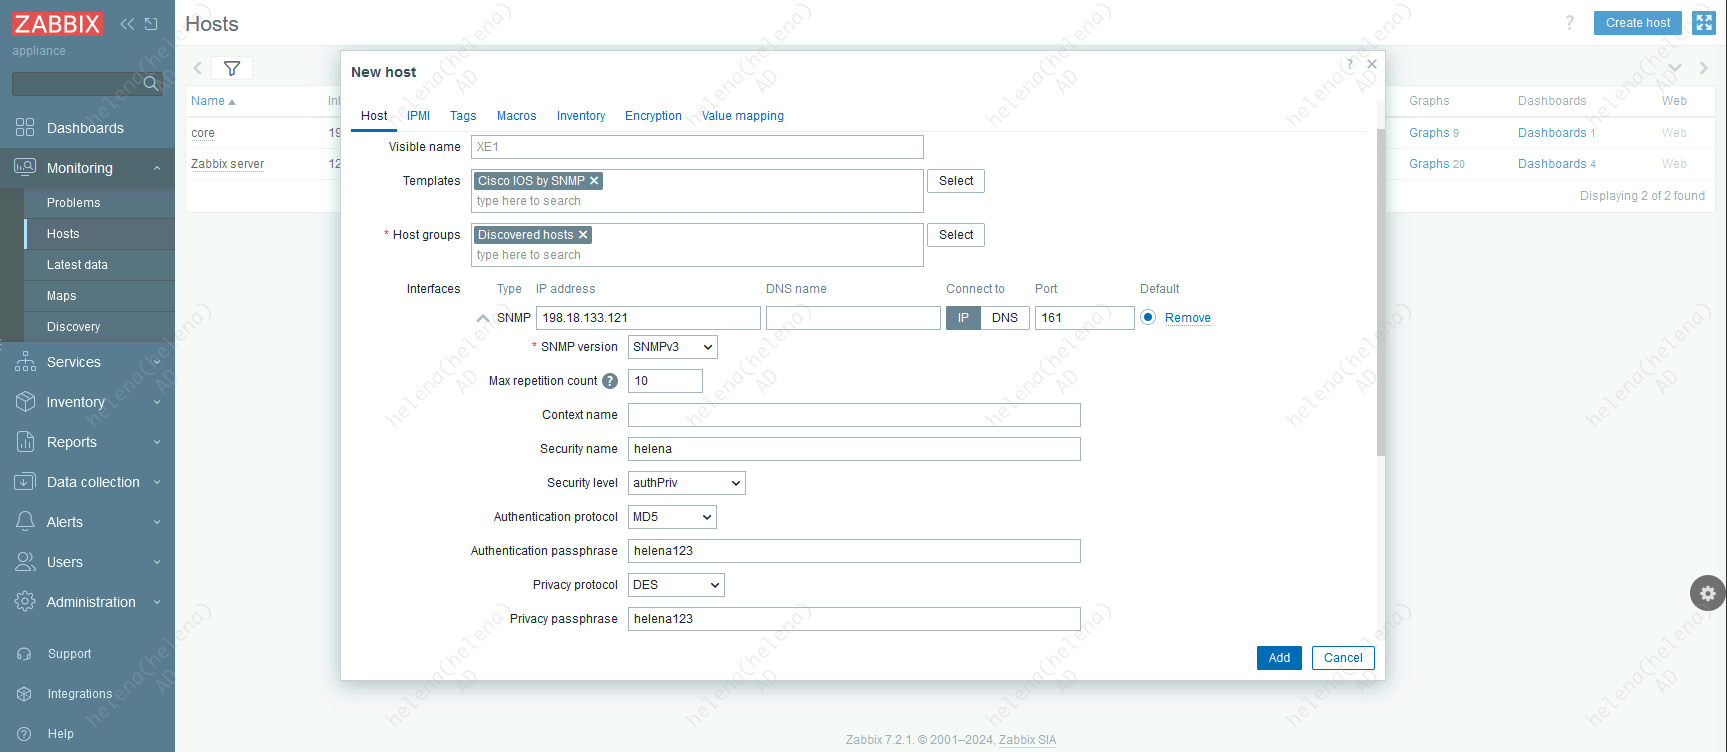 ZABBIX
appliance
Dashboards
Monitoring
Problems
Hosts
Latest data
Maps
Discovery
Services
Inventory
Reports
Data collection
Alerts
Users
Administration
Support
Integrations
Help
Hosts
? Create host
Name
core
Zabbix server
Graphs Dashboards Web
Graphs 9 Dashboards 1 Web
Graphs 20 Dashboards 4 Web
Displaying 2 of 2 found
New host
?
Host IPMI Tags Macros Inventory Encryption Value mapping
Visible name XE1
Templates Cisco IOS by SNMP Select
type here to search
* Host groups Discovered hosts Select
type here to search
Interfaces Type IP address DNS name Connect to Port Default
SNMP 198.18.133.121 IP DNS 161 Remove
* SNMP version SNMPv3
Max repetition count ? 10
Context name
Security name helena
Security level authPriv
Authentication protocol MD5
Authentication passphrase helena123
Privacy protocol DES
Privacy passphrase helena123
Add Cancel
Zabbix 7.2.1. © 2001–2024, Zabbix SIA
helena(helena)
AD